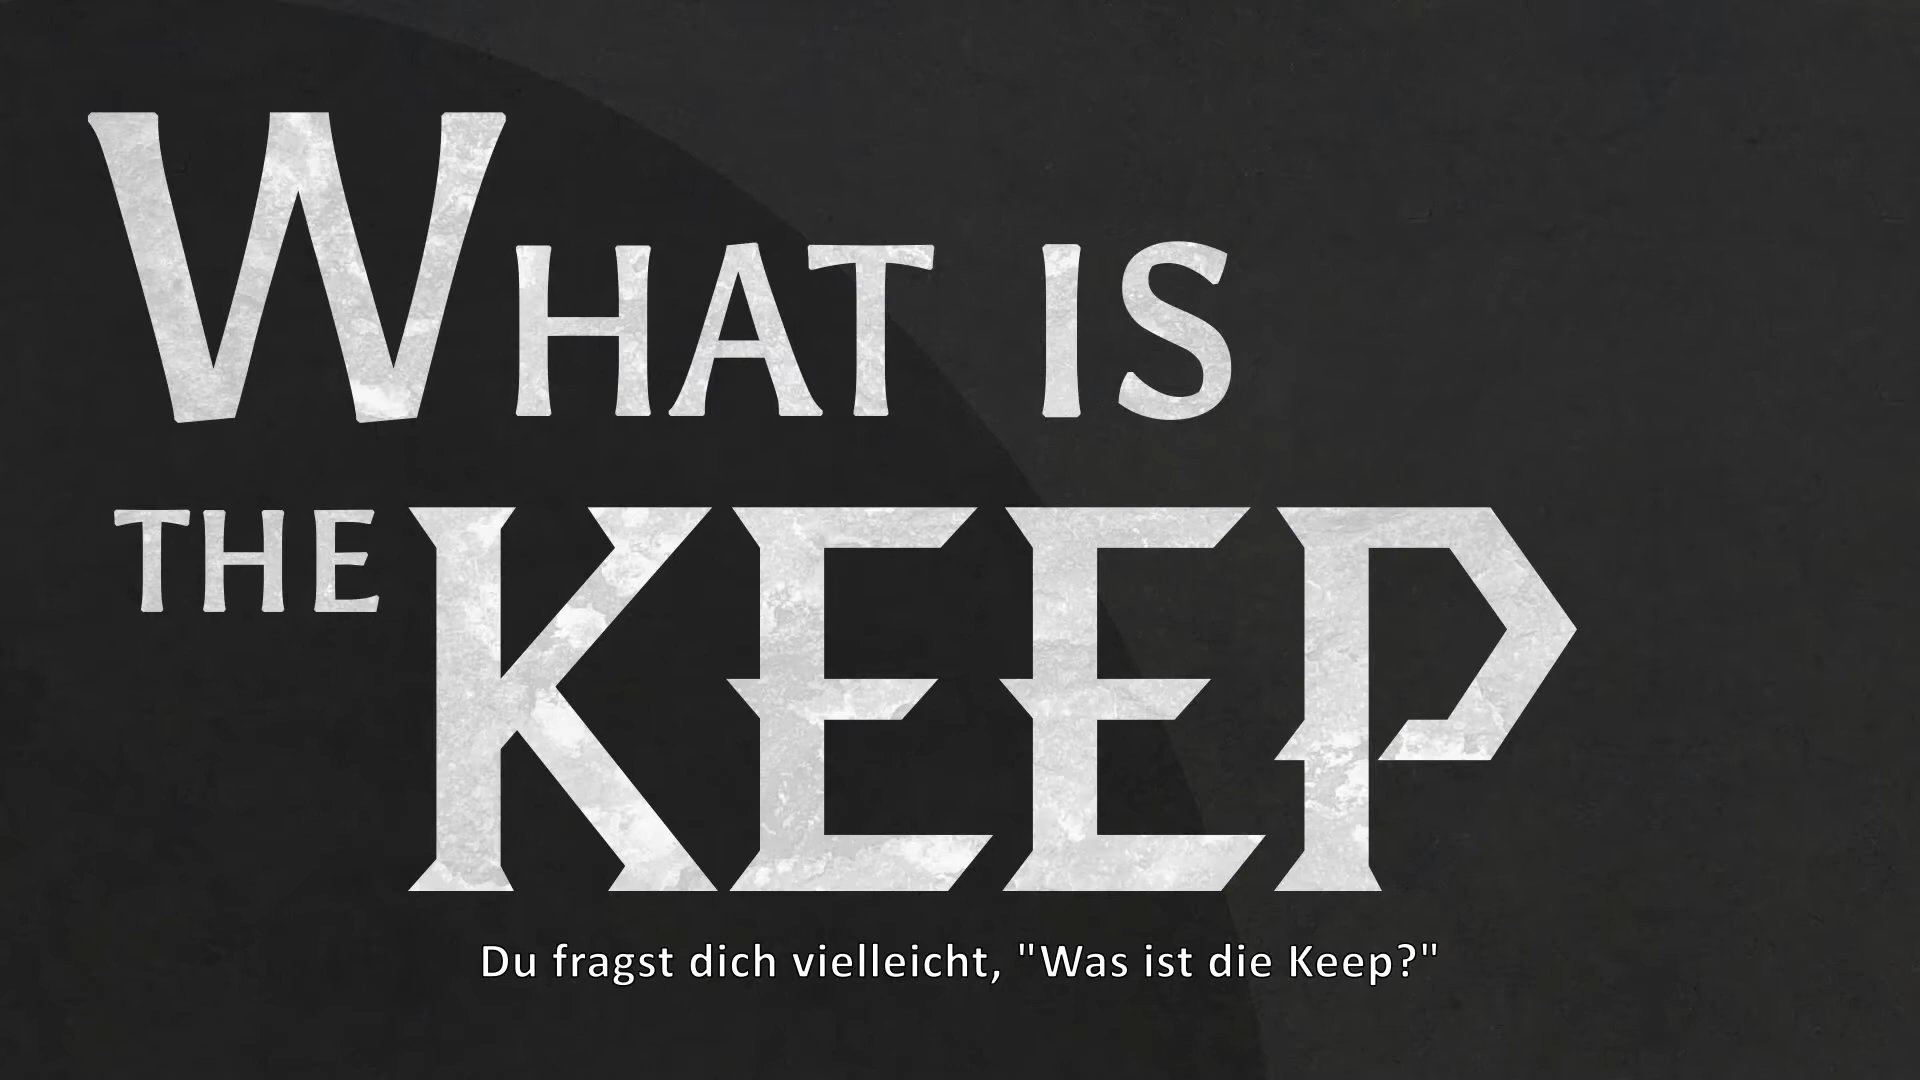 What is
the KEEP
Du fragst dich vielleicht, "Was ist die Keep?"